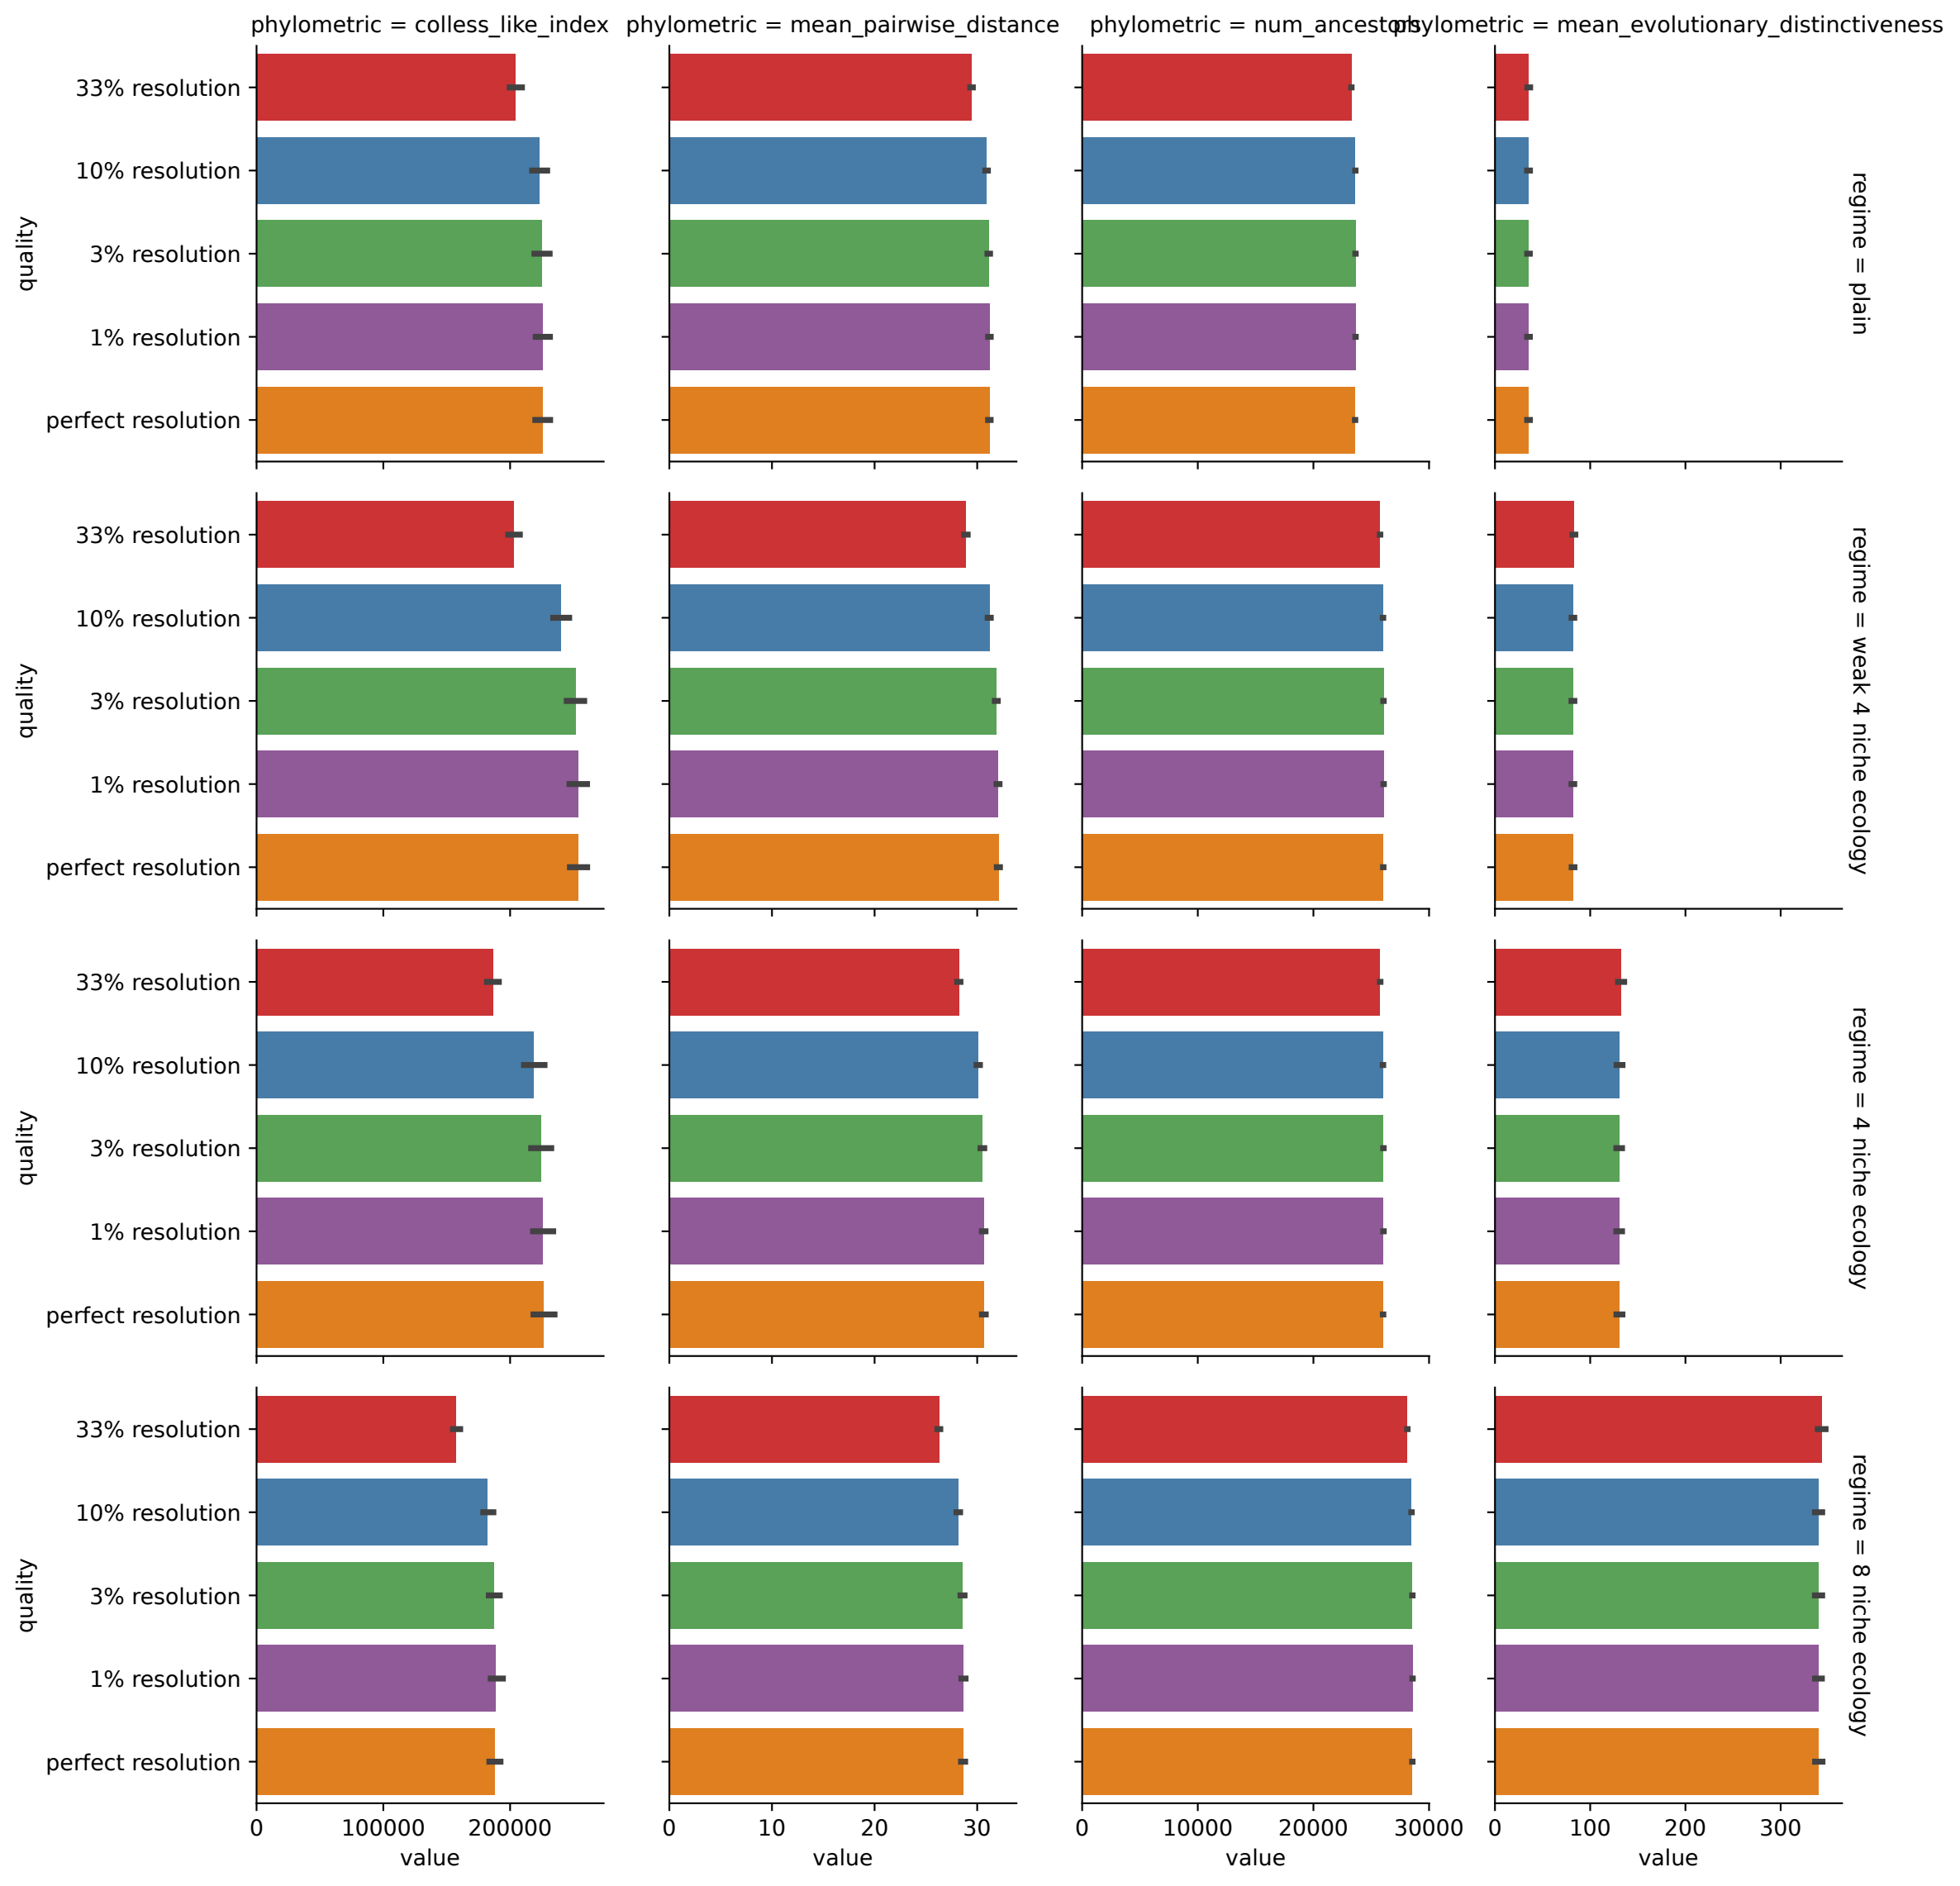 phylometric = colless_like_index
phylometric = mean_pairwise_distance
phylometric = num_ancestors
phylometric = mean_evolutionary_distinctiveness
quality
33% resolution
10% resolution
3% resolution
1% resolution
perfect resolution
regime = plain
quality
33% resolution
10% resolution
3% resolution
1% resolution
perfect resolution
regime = weak 4 niche ecology
quality
33% resolution
10% resolution
3% resolution
1% resolution
perfect resolution
regime = 4 niche ecology
quality
33% resolution
10% resolution
3% resolution
1% resolution
perfect resolution
regime = 8 niche ecology
0 100000 200000
value
0 10 20 30
value
0 10000 20000 30000
value
0 100 200 300
value